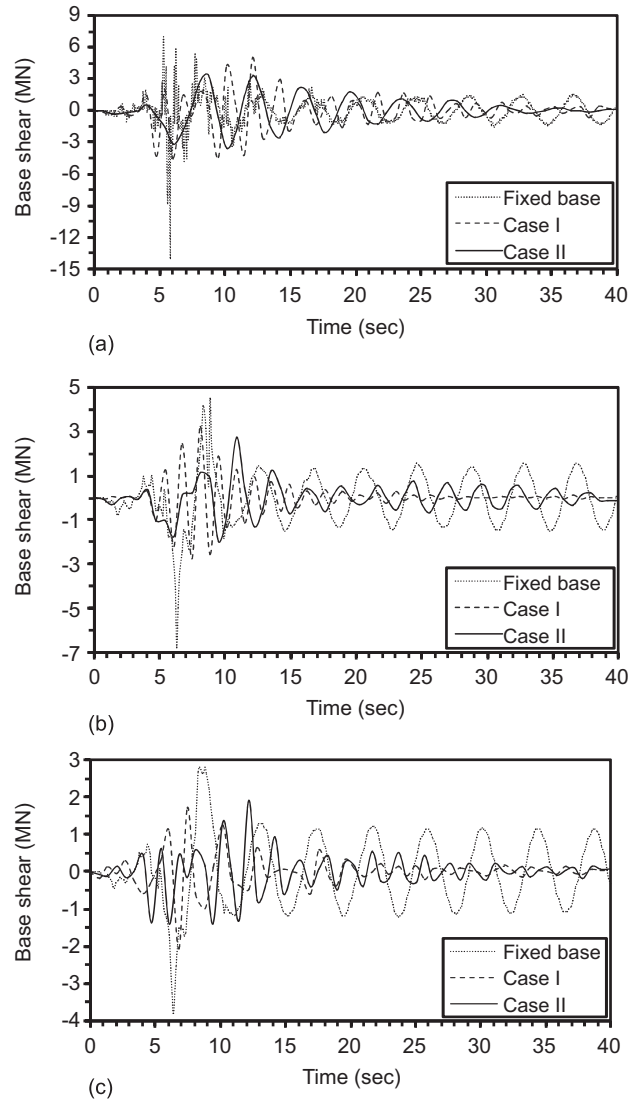 9
6
3
0
-3
-6
-9
-12
-15
Base shear (MN)
Fixed base
Case I
Case II
0 5 10 15 20 25 30 35 40
Time (sec)
(a)
5
3
1
-1
-3
-5
-7
Base shear (MN)
Fixed base
Case I
Case II
0 5 10 15 20 25 30 35 40
Time (sec)
(b)
3
2
1
0
-1
-2
-3
-4
Base shear (MN)
Fixed base
Case I
Case II
0 5 10 15 20 25 30 35 40
Time (sec)
(c)